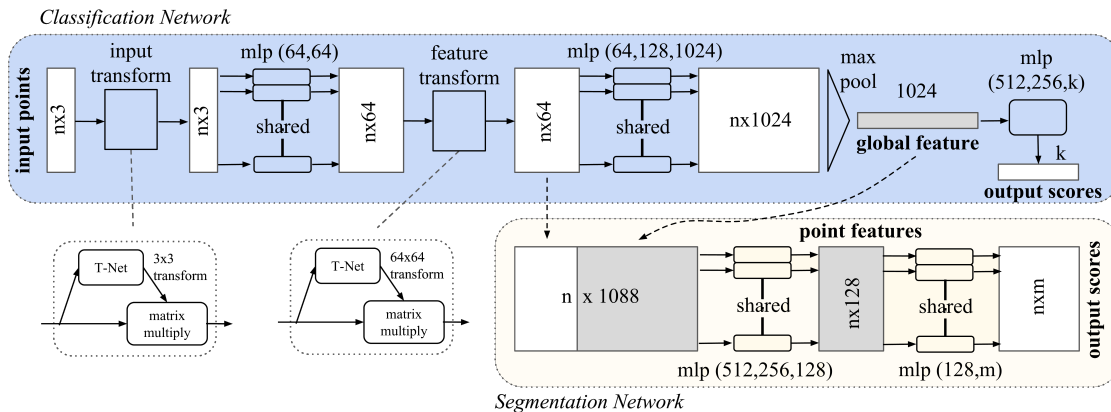 Classification Network
input points
nx3
input
transform
nx3
mlp (64,64)
shared
nx64
feature
transform
nx64
mlp (64,128,1024)
shared
nx1024
max
pool
1024
global feature
mlp
(512,256,k)
k
output scores
T-Net
3x3
transform
matrix
multiply
T-Net
64x64
transform
matrix
multiply
point features
n x 1088
shared
mlp (512,256,128)
nx128
shared
mlp (128,m)
nxm
output scores
Segmentation Network